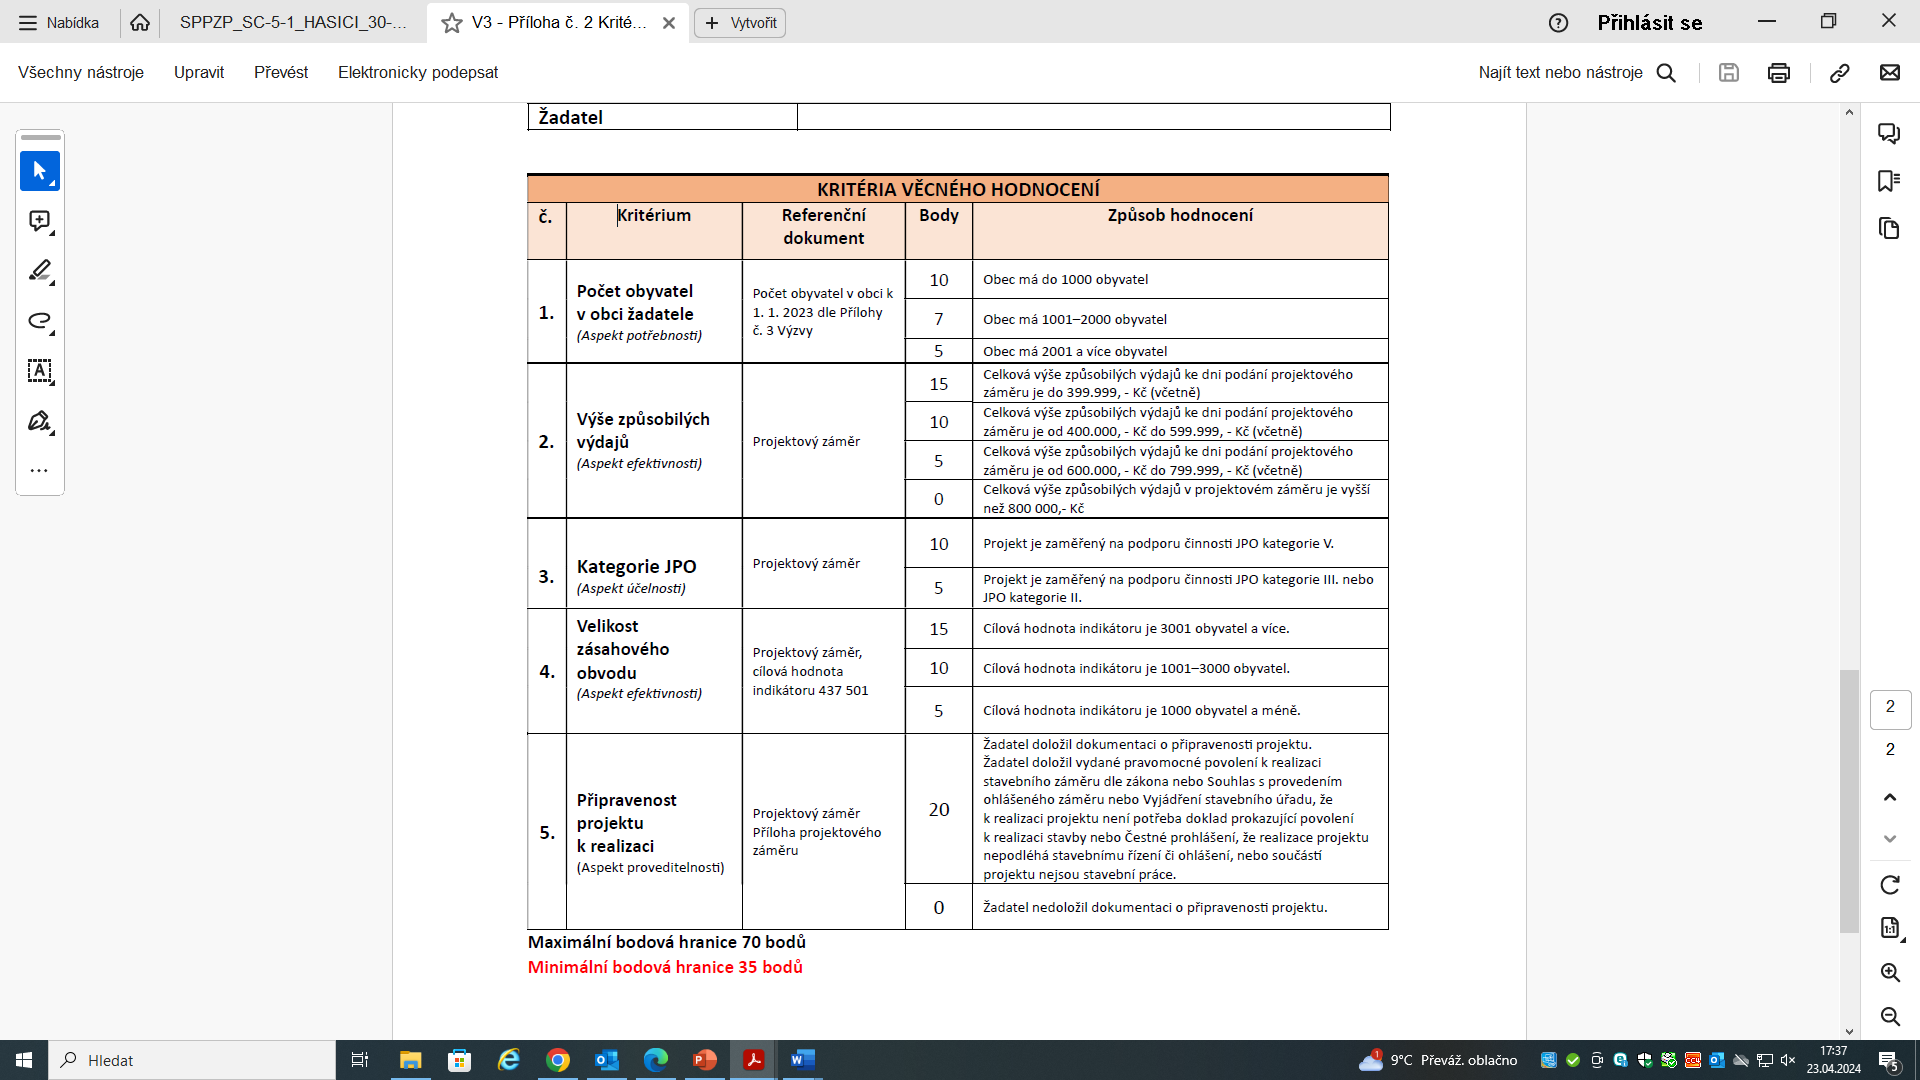 Nabídka
SPPZP_SC-5-1_HASICI_30-...
V3 - Příloha č. 2 Krité...
Vytvořit
Přihlásit se
Všechny nástroje
Upravit
Převést
Elektronicky podepsat
Najít text nebo nástroje
Žadatel
KRITÉRIA VĚCNÉHO HODNOCENÍ
č.
Kritérium
Referenční
dokument
Body
Způsob hodnocení
1.
Počet obyvatel
v obci žadatele
(Aspekt potřebnosti)
Počet obyvatel v obci k
1. 1. 2023 dle Přílohy
č. 3 Výzvy
10
Obec má do 1000 obyvatel
7
Obec má 1001–2000 obyvatel
5
Obec má 2001 a více obyvatel
2.
Výše způsobilých
výdajů
(Aspekt efektivnosti)
Projektový záměr
15
Celková výše způsobilých výdajů ke dni podání projektového
záměru je do 399.999, - Kč (včetně)
10
Celková výše způsobilých výdajů ke dni podání projektového
záměru je od 400.000, - Kč do 599.999, - Kč (včetně)
5
Celková výše způsobilých výdajů ke dni podání projektového
záměru je od 600.000, - Kč do 799.999, - Kč (včetně)
0
Celková výše způsobilých výdajů v projektovém záměru je vyšší
než 800 000,- Kč
3.
Kategorie JPO
(Aspekt účelnosti)
Projektový záměr
10
Projekt je zaměřený na podporu činnosti JPO kategorie V.
5
Projekt je zaměřený na podporu činnosti JPO kategorie III. nebo
JPO kategorie II.
4.
Velikost
zásahového
obvodu
(Aspekt efektivnosti)
Projektový záměr,
cílová hodnota
indikátoru 437 501
15
Cílová hodnota indikátoru je 3001 obyvatel a více.
10
Cílová hodnota indikátoru je 1001–3000 obyvatel.
5
Cílová hodnota indikátoru je 1000 obyvatel a méně.
5.
Připravenost
projektu
k realizaci
(Aspekt proveditelnosti)
Projektový záměr
Příloha projektového
záměru
20
Žadatel doložil dokumentaci o připravenosti projektu.
Žadatel doložil vydané pravomocné povolení k realizaci
stavebního záměru dle zákona nebo Souhlas s provedením
ohlášeného záměru nebo Vyjádření stavebního úřadu, že
k realizaci projektu není potřeba doklad prokazující povolení
k realizaci stavby nebo Čestné prohlášení, že realizace projektu
nepodléhá stavebnímu řízení či ohlášení, nebo součástí
projektu nejsou stavební práce.
0
Žadatel nedoložil dokumentaci o připravenosti projektu.
Maximální bodová hranice 70 bodů
Minimální bodová hranice 35 bodů
2
2
Hledat
9°C Převáž. oblačno
17:37
23.04.2024
5